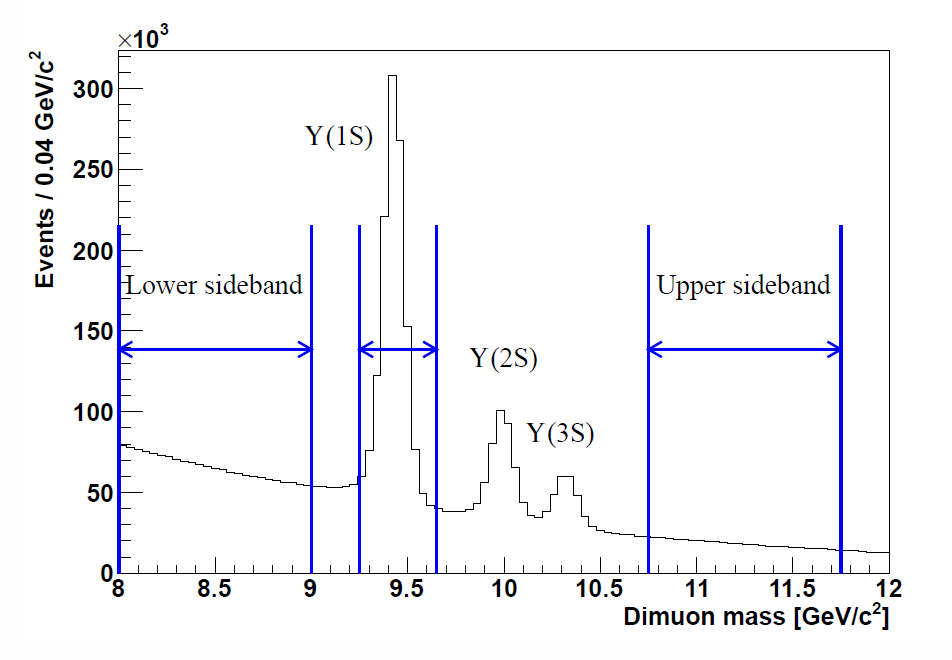 ×10³
Events / 0.04 GeV/c²
300
250
200
150
100
50
0
Y(1S)
Lower sideband
Upper sideband
Y(2S)
Y(3S)
8 8.5 9 9.5 10 10.5 11 11.5 12
Dimuon mass [GeV/c²]